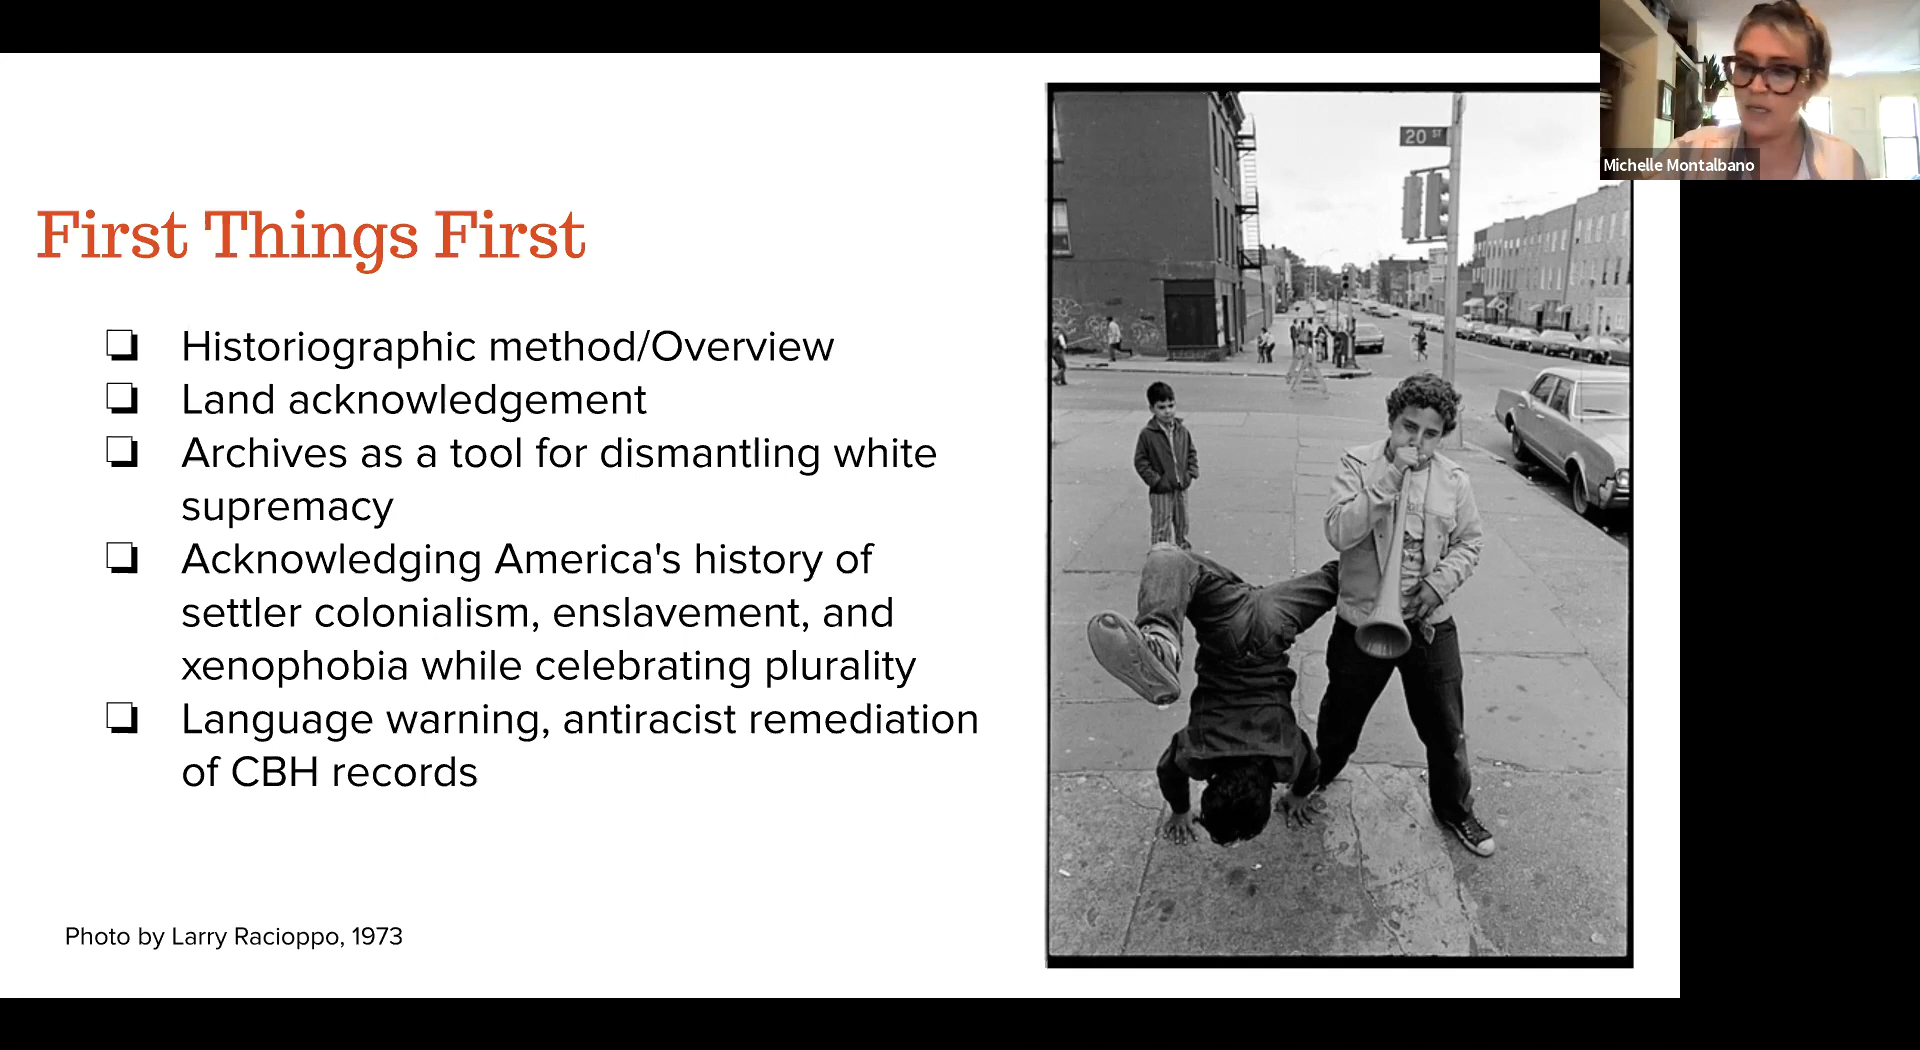 First Things First
Historiographic method/Overview
Land acknowledgement
Archives as a tool for dismantling white
supremacy
Acknowledging America's history of
settler colonialism, enslavement, and
xenophobia while celebrating plurality
Language warning, antiracist remediation
of CBH records
Photo by Larry Racioppo, 1973
20 ST
Michelle Montalbano